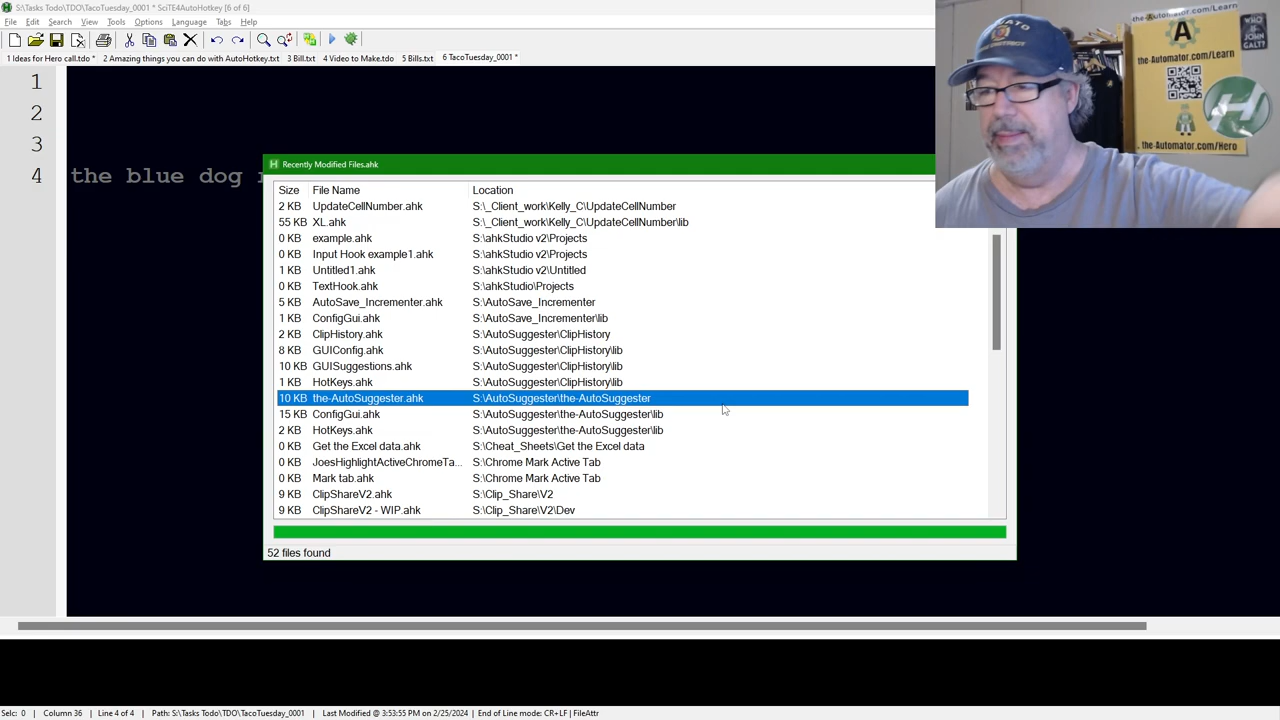 S:\Tasks Todo\TDO\TacoTuesday_0001 * SciTE4AutoHotkey [6 of 6]
File Edit Search View Tools Options Language Tabs Help
1 Ideas for Hero call.tdo * 2 Amazing things you can do with AutoHotkey.txt 3 Bill.txt 4 Video to Make.tdo 5 Bills.txt 6 TacoTuesday_0001 *
1
2
3
4 the blue dog
Recently Modified Files.ahk
Size File Name Location
2 KB UpdateCellNumber.ahk S:\_Client_work\Kelly_C\UpdateCellNumber
55 KB XL.ahk S:\_Client_work\Kelly_C\UpdateCellNumber\lib
0 KB example.ahk S:\ahkStudio v2\Projects
0 KB Input Hook example1.ahk S:\ahkStudio v2\Projects
1 KB Untitled1.ahk S:\ahkStudio v2\Untitled
0 KB TextHook.ahk S:\ahkStudio\Projects
5 KB AutoSave_Incrementer.ahk S:\AutoSave_Incrementer
1 KB ConfigGui.ahk S:\AutoSave_Incrementer\lib
2 KB ClipHistory.ahk S:\AutoSuggester\ClipHistory
8 KB GUIConfig.ahk S:\AutoSuggester\ClipHistory\lib
10 KB GUISuggestions.ahk S:\AutoSuggester\ClipHistory\lib
1 KB HotKeys.ahk S:\AutoSuggester\ClipHistory\lib
10 KB the-AutoSuggester.ahk S:\AutoSuggester\the-AutoSuggester
15 KB ConfigGui.ahk S:\AutoSuggester\the-AutoSuggester\lib
2 KB HotKeys.ahk S:\AutoSuggester\the-AutoSuggester\lib
0 KB Get the Excel data.ahk S:\Cheat_Sheets\Get the Excel data
0 KB JoesHighlightActiveChromeTa... S:\Chrome Mark Active Tab
0 KB Mark tab.ahk S:\Chrome Mark Active Tab
9 KB ClipShareV2.ahk S:\Clip_Share\V2
9 KB ClipShareV2 - WIP.ahk S:\Clip_Share\V2\Dev
52 files found
the-Automator.com/Learn
A
the-Automator.com/Learn
the-Automator.com/Hero
WHO IS
JOHN
GALT?
H
Selc: 0 | Column 36 | Line 4 of 4 | Path: S:\Tasks Todo\TDO\TacoTuesday_0001 | Last Modified @ 3:53:55 PM on 2/25/2024 | End of Line mode: CR+LF | FileAttr